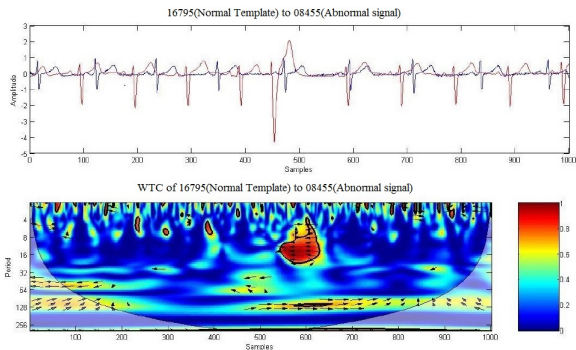 16795(Normal Template) to 08455(Abnormal signal)
3
2
1
0
-1
-2
-3
-4
-5
Amplitude
0 100 200 300 400 500 600 700 800 900 1000
Samples
WTC of 16795(Normal Template) to 08455(Abnormal signal)
4
8
16
32
64
128
256
Period
100 200 300 400 500 600 700 800 900 1000
Samples
1
0.8
0.6
0.4
0.2
0